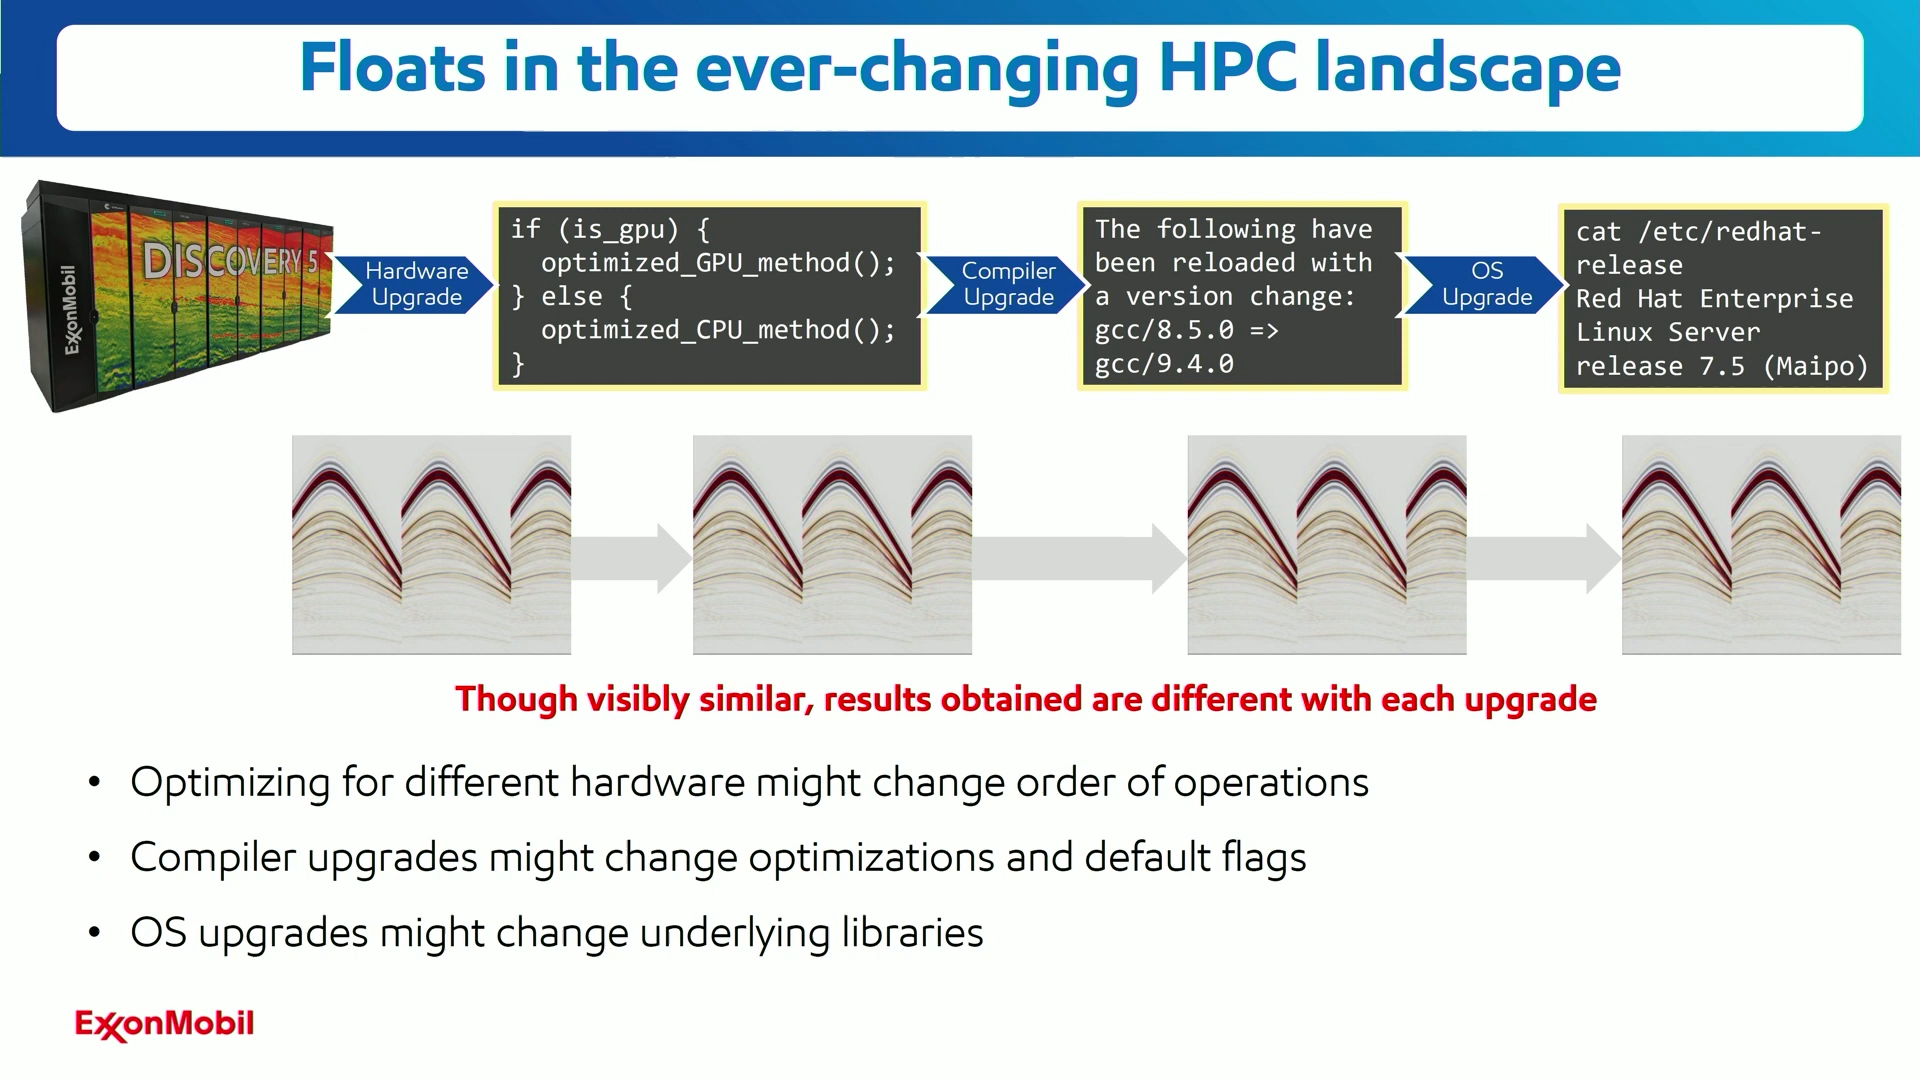 Floats in the ever-changing HPC landscape
DISCOVERY 5
ExxonMobil
Hardware
Upgrade
if (is_gpu) {
optimized_GPU_method();
} else {
optimized_CPU_method();
}
Compiler
Upgrade
The following have
been reloaded with
a version change:
gcc/8.5.0 =>
gcc/9.4.0
OS
Upgrade
cat /etc/redhat-
release
Red Hat Enterprise
Linux Server
release 7.5 (Maipo)
Though visibly similar, results obtained are different with each upgrade
• Optimizing for different hardware might change order of operations
• Compiler upgrades might change optimizations and default flags
• OS upgrades might change underlying libraries
ExxonMobil